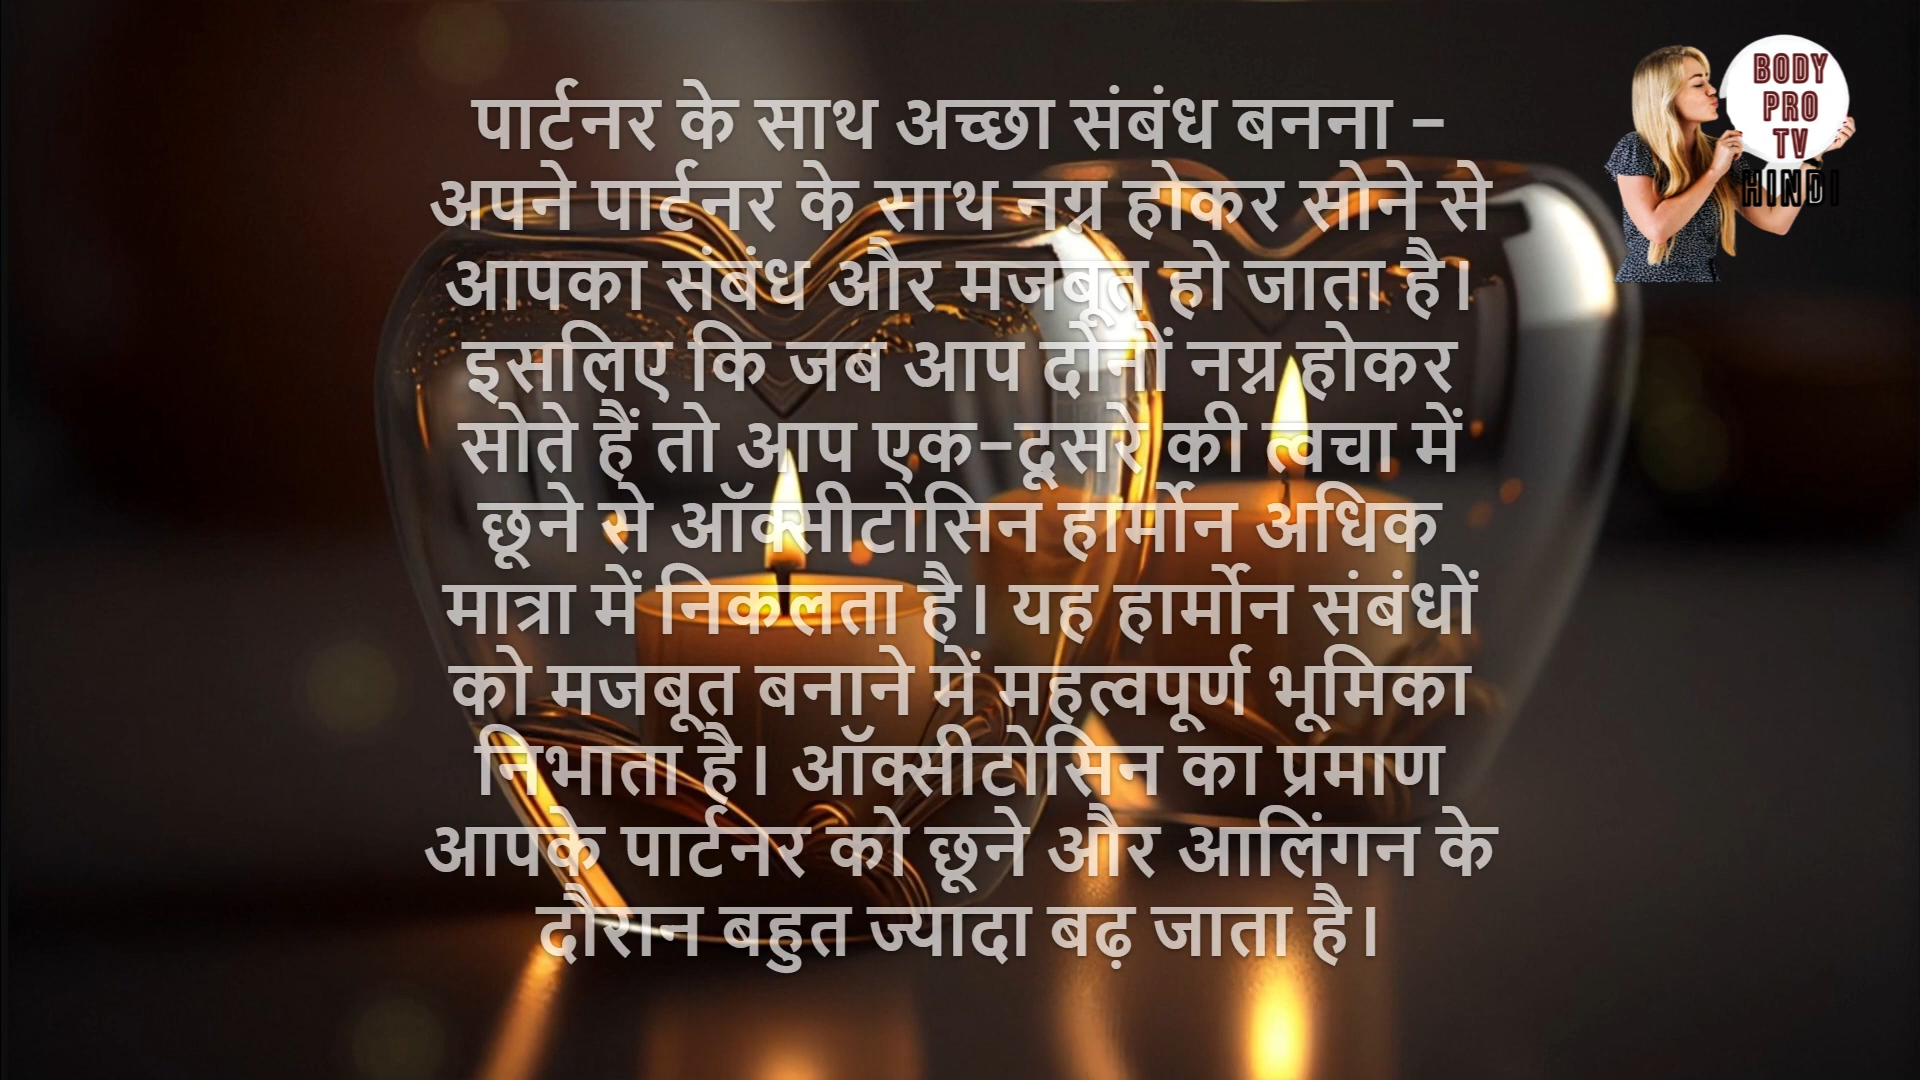 पार्टनर के साथ अच्छा संबंध बनना -
अपने पार्टनर के साथ नग्न होकर सोने से
आपका संबंध और मजबूत हो जाता है।
इसलिए कि जब आप दोनों नग्न होकर
सोते हैं तो आप एक-दूसरे की त्वचा में
छूने से ऑक्सीटोसिन हार्मोन अधिक
मात्रा में निकलता है। यह हार्मोन संबंधों
को मजबूत बनाने में महत्वपूर्ण भूमिका
निभाता है। ऑक्सीटोसिन का प्रमाण
आपके पार्टनर को छूने और आलिंगन के
दौरान बहुत ज्यादा बढ़ जाता है।
BODY
PRO
TV
HINDI